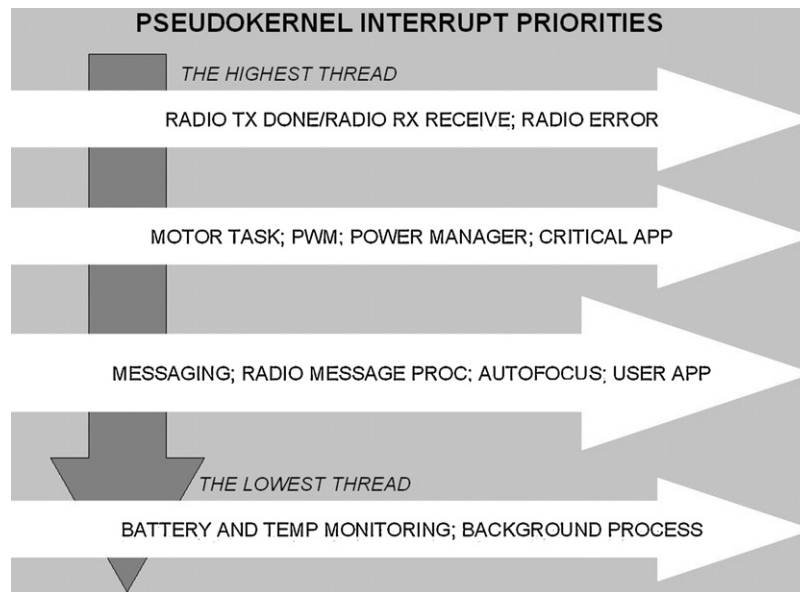 PSEUDOKERNEL INTERRUPT PRIORITIES
THE HIGHEST THREAD
RADIO TX DONE/RADIO RX RECEIVE; RADIO ERROR
MOTOR TASK; PWM; POWER MANAGER; CRITICAL APP
MESSAGING; RADIO MESSAGE PROC; AUTOFOCUS; USER APP
THE LOWEST THREAD
BATTERY AND TEMP MONITORING; BACKGROUND PROCESS